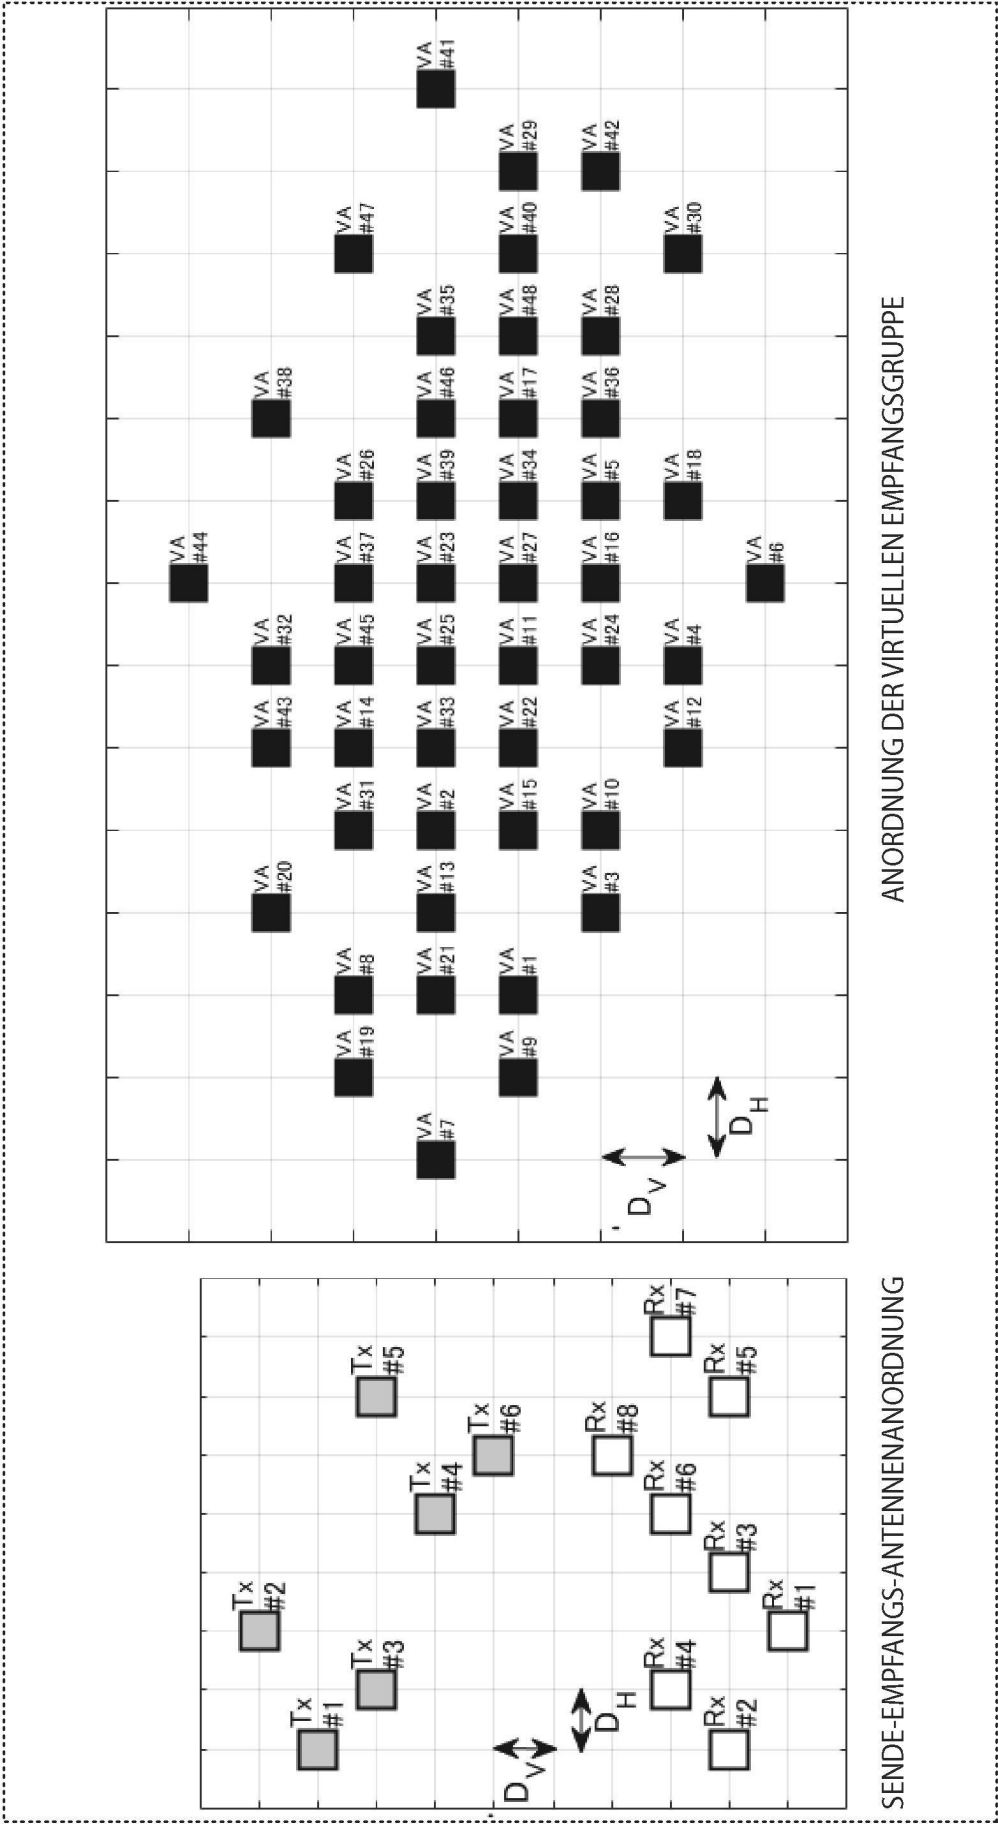 Tx
#2
Tx
#1
Tx Tx
#3 #5
Tx
#4
Tx
#6
D_V
D_H
Rx
#8
Rx Rx Rx
#4 #6 #7
Rx Rx Rx
#2 #3 #5
Rx
#1
SENDE-EMPFANGS-ANTENNENANORDNUNG
VA
#44
VA VA VA VA
#20 #43 #32 #38
VA VA VA VA VA VA VA VA
#19 #8 #31 #14 #45 #37 #26 #47
VA VA VA VA VA VA VA VA VA VA VA
#7 #21 #13 #2 #33 #25 #23 #39 #46 #35 #41
VA VA VA VA VA VA VA VA VA VA VA
#9 #1 #15 #22 #11 #27 #34 #17 #48 #40 #29
VA VA VA VA VA VA VA VA
#3 #10 #24 #16 #5 #36 #28 #42
D_V
VA VA VA VA
#12 #4 #18 #30
D_H
VA
#6
ANORDNUNG DER VIRTUELLEN EMPFANGSGRUPPE